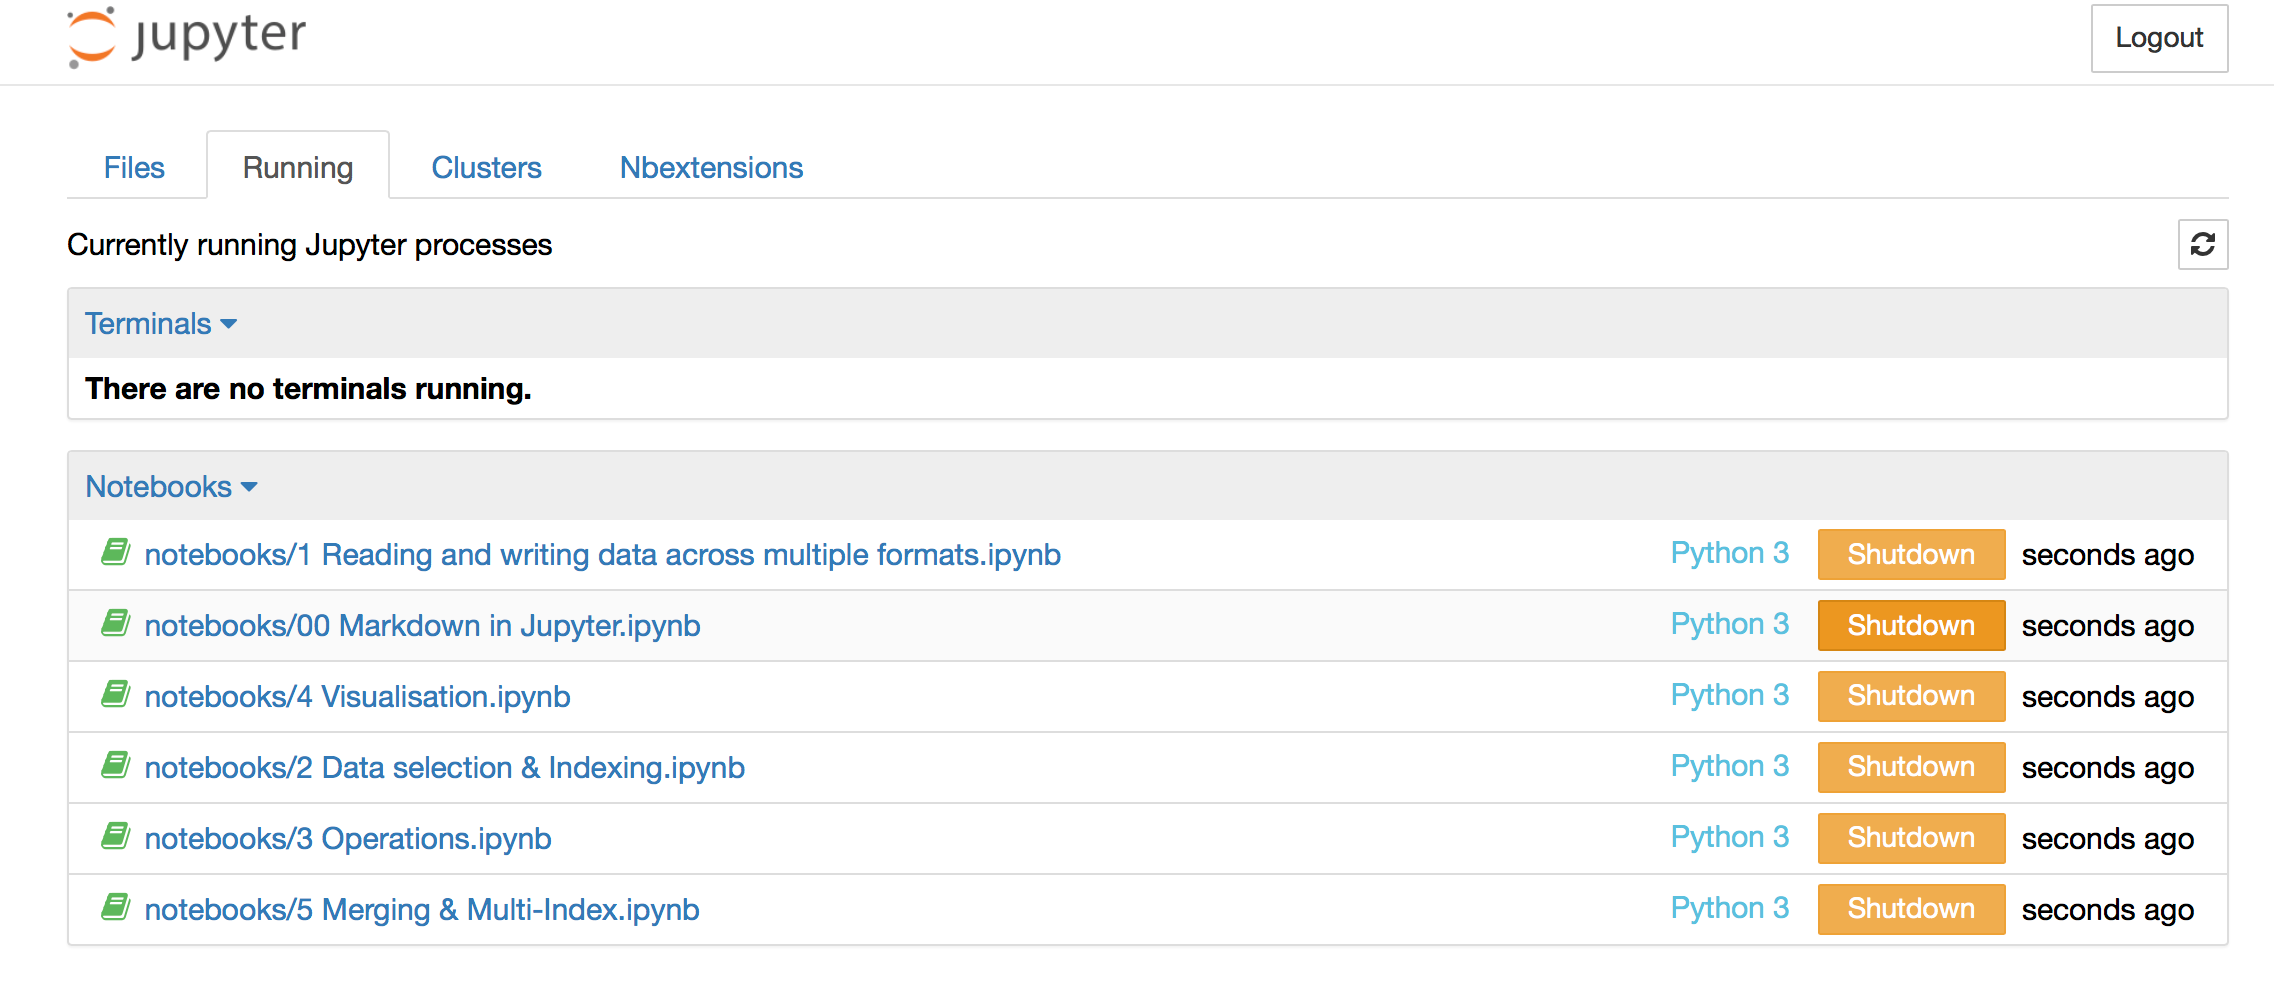 jupyter Logout
Files Running Clusters Nbextensions
Currently running Jupyter processes
Terminals
There are no terminals running.
Notebooks
notebooks/1 Reading and writing data across multiple formats.ipynb Python 3 Shutdown seconds ago
notebooks/00 Markdown in Jupyter.ipynb Python 3 Shutdown seconds ago
notebooks/4 Visualisation.ipynb Python 3 Shutdown seconds ago
notebooks/2 Data selection & Indexing.ipynb Python 3 Shutdown seconds ago
notebooks/3 Operations.ipynb Python 3 Shutdown seconds ago
notebooks/5 Merging & Multi-Index.ipynb Python 3 Shutdown seconds ago